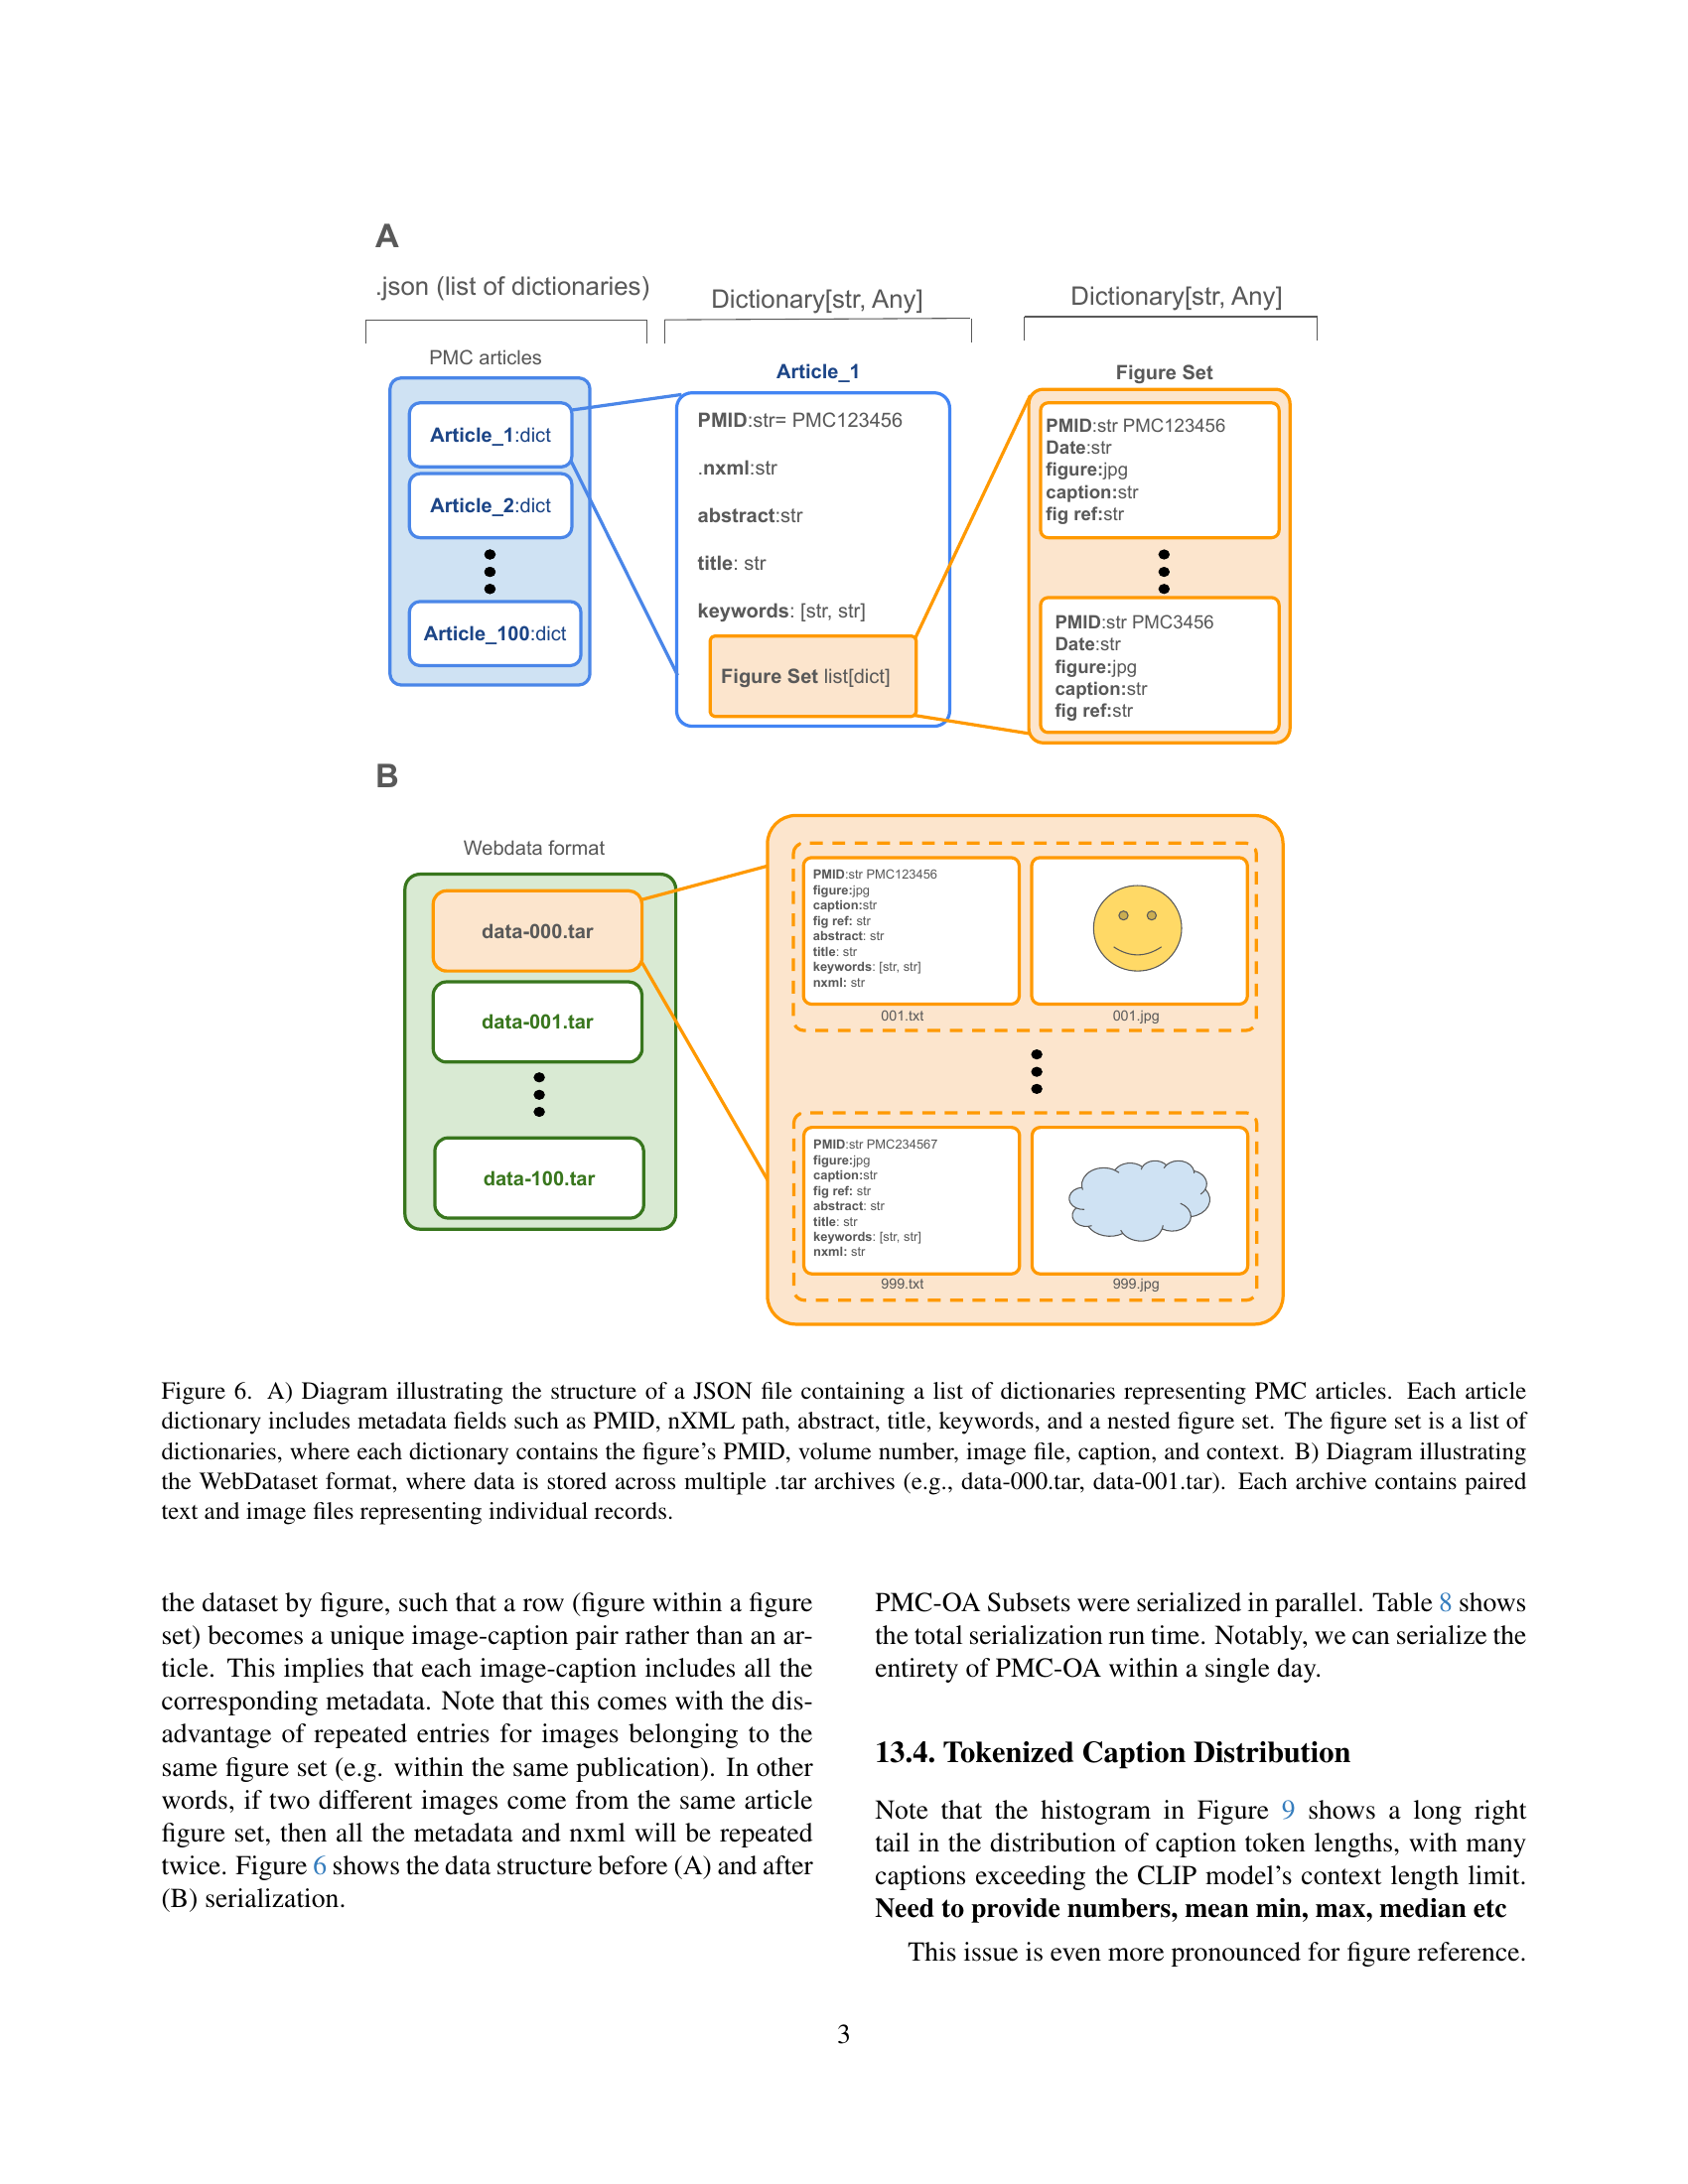 A
.json (list of dictionaries)
Dictionary[str, Any]
Dictionary[str, Any]
PMC articles
Article_1
Figure Set
Article_1:dict
Article_2:dict
Article_100:dict
PMID:str= PMC123456
.nxml:str
abstract:str
title: str
keywords: [str, str]
Figure Set list[dict]
PMID:str PMC123456
Date:str
figure:jpg
caption:str
fig ref:str
PMID:str PMC3456
Date:str
figure:jpg
caption:str
fig ref:str
B
Webdata format
data-000.tar
data-001.tar
data-100.tar
PMID:str PMC123456
figure:jpg
caption:str
fig ref: str
abstract: str
title: str
keywords: [str, str]
nxml: str
001.txt
001.jpg
PMID:str PMC234567
figure:jpg
caption:str
fig ref: str
abstract: str
title: str
keywords: [str, str]
nxml: str
999.txt
999.jpg
Figure 6. A) Diagram illustrating the structure of a JSON file containing a list of dictionaries representing PMC articles. Each article
dictionary includes metadata fields such as PMID, nXML path, abstract, title, keywords, and a nested figure set. The figure set is a list of
dictionaries, where each dictionary contains the figure's PMID, volume number, image file, caption, and context. B) Diagram illustrating
the WebDataset format, where data is stored across multiple .tar archives (e.g., data-000.tar, data-001.tar). Each archive contains paired
text and image files representing individual records.
the dataset by figure, such that a row (figure within a figure
set) becomes a unique image-caption pair rather than an ar-
ticle. This implies that each image-caption includes all the
corresponding metadata. Note that this comes with the dis-
advantage of repeated entries for images belonging to the
same figure set (e.g. within the same publication). In other
words, if two different images come from the same article
figure set, then all the metadata and nxml will be repeated
twice. Figure 6 shows the data structure before (A) and after
(B) serialization.
PMC-OA Subsets were serialized in parallel. Table 8 shows
the total serialization run time. Notably, we can serialize the
entirety of PMC-OA within a single day.
13.4. Tokenized Caption Distribution
Note that the histogram in Figure 9 shows a long right
tail in the distribution of caption token lengths, with many
captions exceeding the CLIP model's context length limit.
Need to provide numbers, mean min, max, median etc
This issue is even more pronounced for figure reference.
3